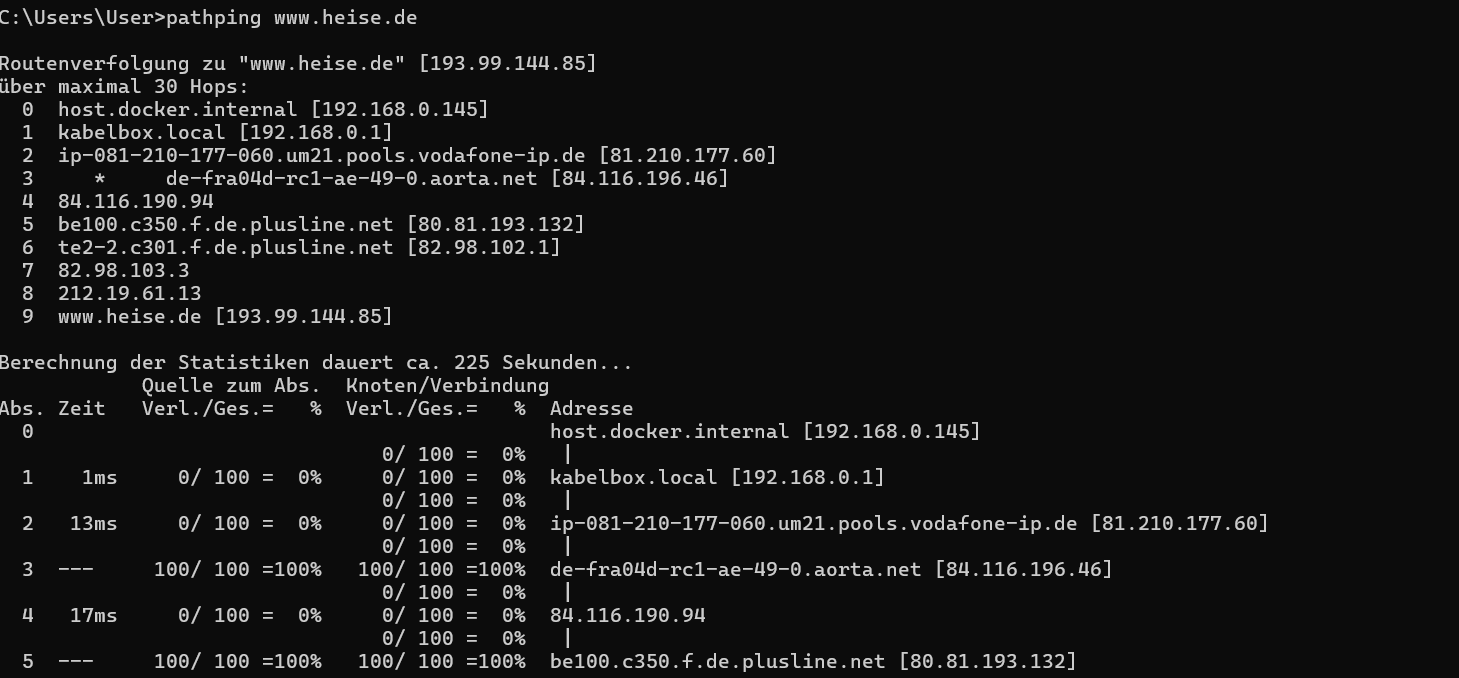 C:\Users\User>pathping www.heise.de
Routenverfolgung zu "www.heise.de" [193.99.144.85]
über maximal 30 Hops:
  0  host.docker.internal [192.168.0.145]
  1  kabelbox.local [192.168.0.1]
  2  ip-081-210-177-060.um21.pools.vodafone-ip.de [81.210.177.60]
  3     *     de-fra04d-rc1-ae-49-0.aorta.net [84.116.196.46]
  4  84.116.190.94
  5  be100.c350.f.de.plusline.net [80.81.193.132]
  6  te2-2.c301.f.de.plusline.net [82.98.102.1]
  7  82.98.103.3
  8  212.19.61.13
  9  www.heise.de [193.99.144.85]
Berechnung der Statistiken dauert ca. 225 Sekunden...
            Quelle zum Abs.  Knoten/Verbindung
Abs. Zeit   Verl./Ges.=   %  Verl./Ges.=   %  Adresse
  0                                           host.docker.internal [192.168.0.145]
                                0/ 100 =  0%   |
  1    1ms     0/ 100 =  0%     0/ 100 =  0%  kabelbox.local [192.168.0.1]
                                0/ 100 =  0%   |
  2   13ms     0/ 100 =  0%     0/ 100 =  0%  ip-081-210-177-060.um21.pools.vodafone-ip.de [81.210.177.60]
                                0/ 100 =  0%   |
  3  ---     100/ 100 =100%   100/ 100 =100%  de-fra04d-rc1-ae-49-0.aorta.net [84.116.196.46]
                                0/ 100 =  0%   |
  4   17ms     0/ 100 =  0%     0/ 100 =  0%  84.116.190.94
                                0/ 100 =  0%   |
  5  ---     100/ 100 =100%   100/ 100 =100%  be100.c350.f.de.plusline.net [80.81.193.132]